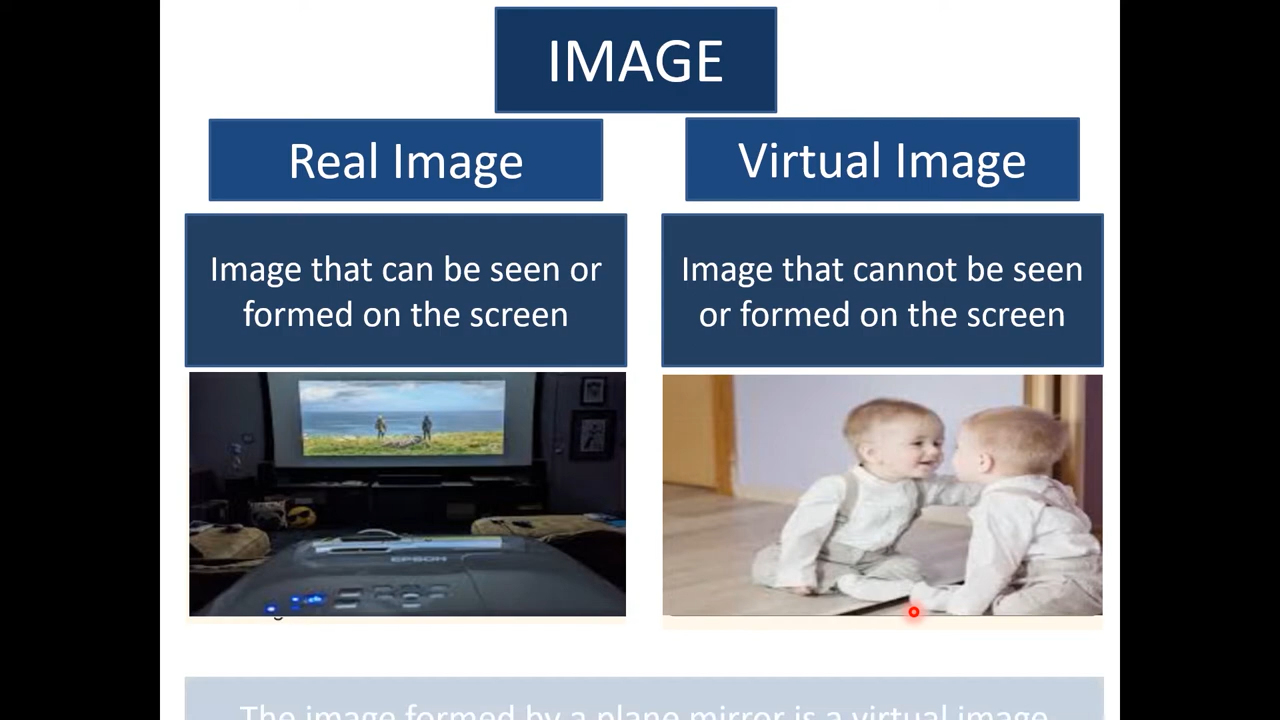 IMAGE
Real Image
Virtual Image
Image that can be seen or
formed on the screen
Image that cannot be seen
or formed on the screen
EPSON
The image formed by a plane mirror is a virtual image